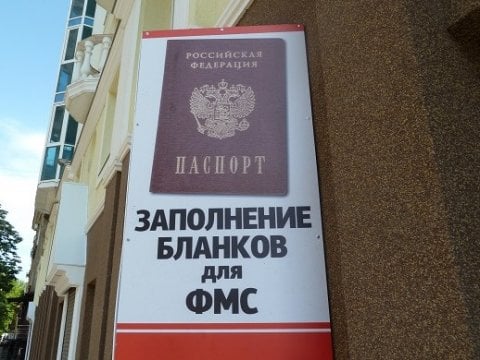 РОССИЙСКАЯ
ФЕДЕРАЦИЯ
ПАСПОРТ
ЗАПОЛНЕНИЕ
БЛАНКОВ
для
ФМС